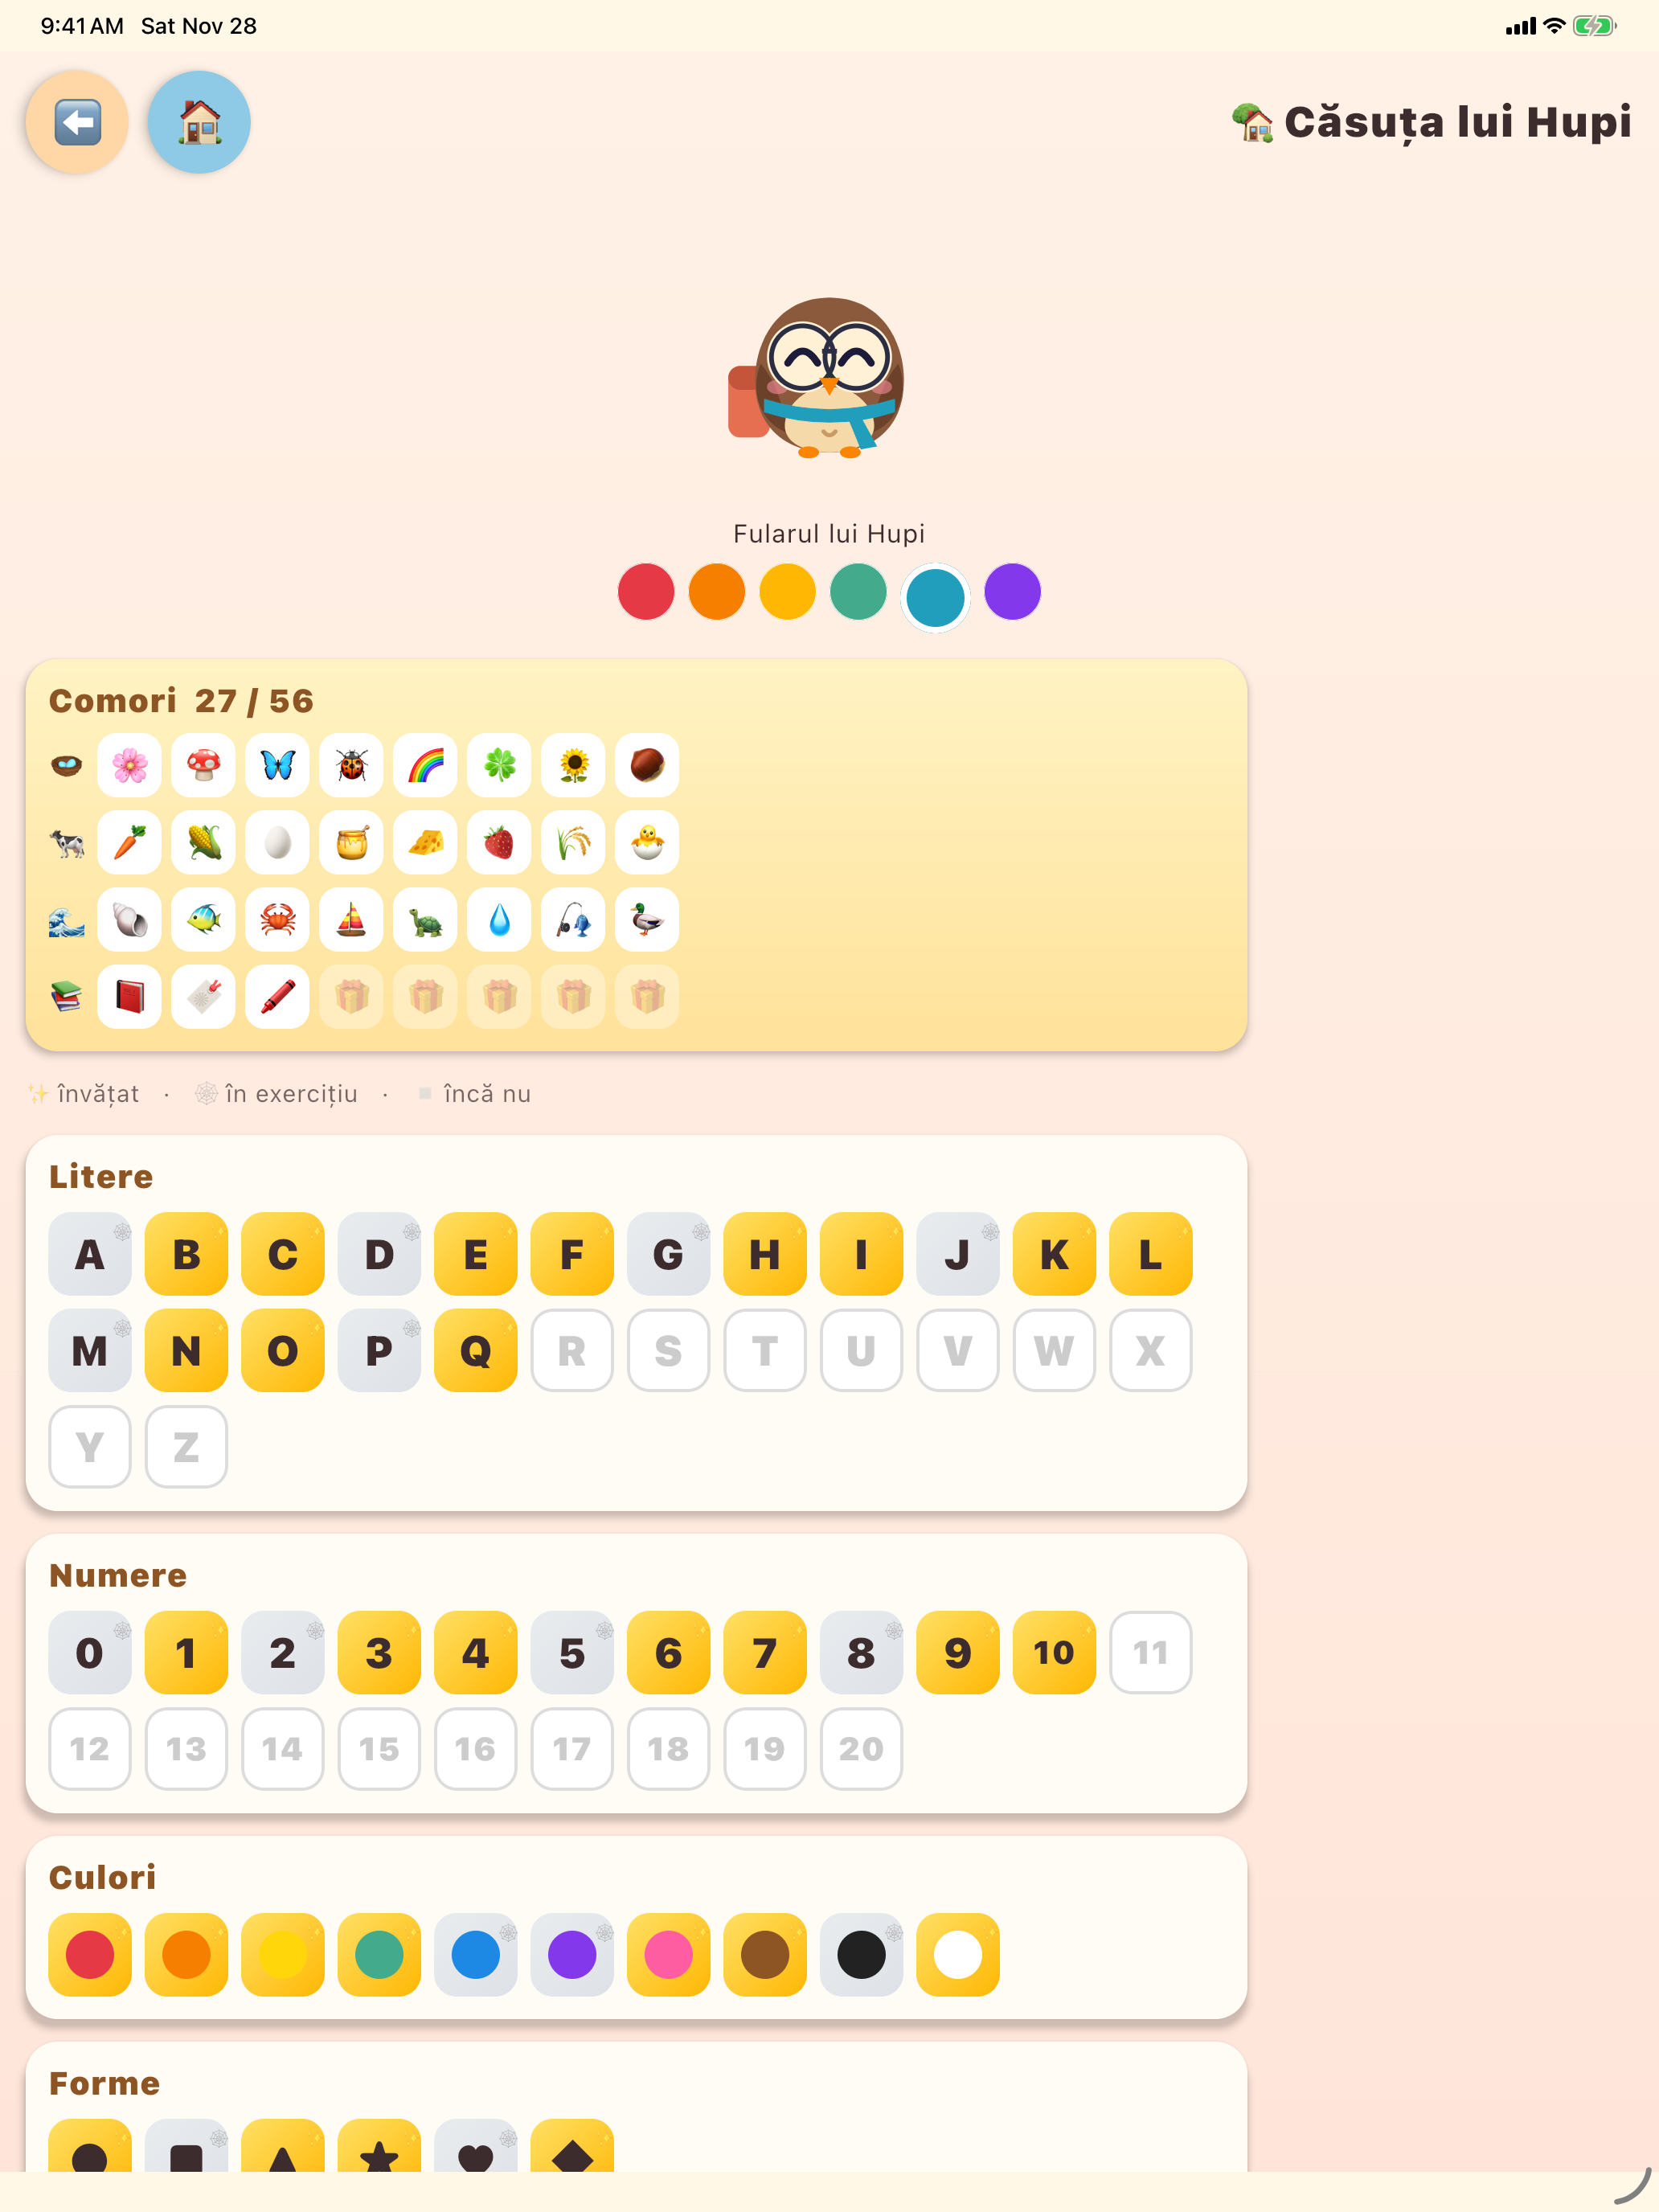 9:41 AM Sat Nov 28
Căsuța lui Hupi
Fularul lui Hupi
Comori 27 / 56
învățat · în exercițiu · încă nu
Litere
A B C D E F G H I J K L
M N O P Q R S T U V W X
Y Z
Numere
0 1 2 3 4 5 6 7 8 9 10 11
12 13 14 15 16 17 18 19 20
Culori
Forme